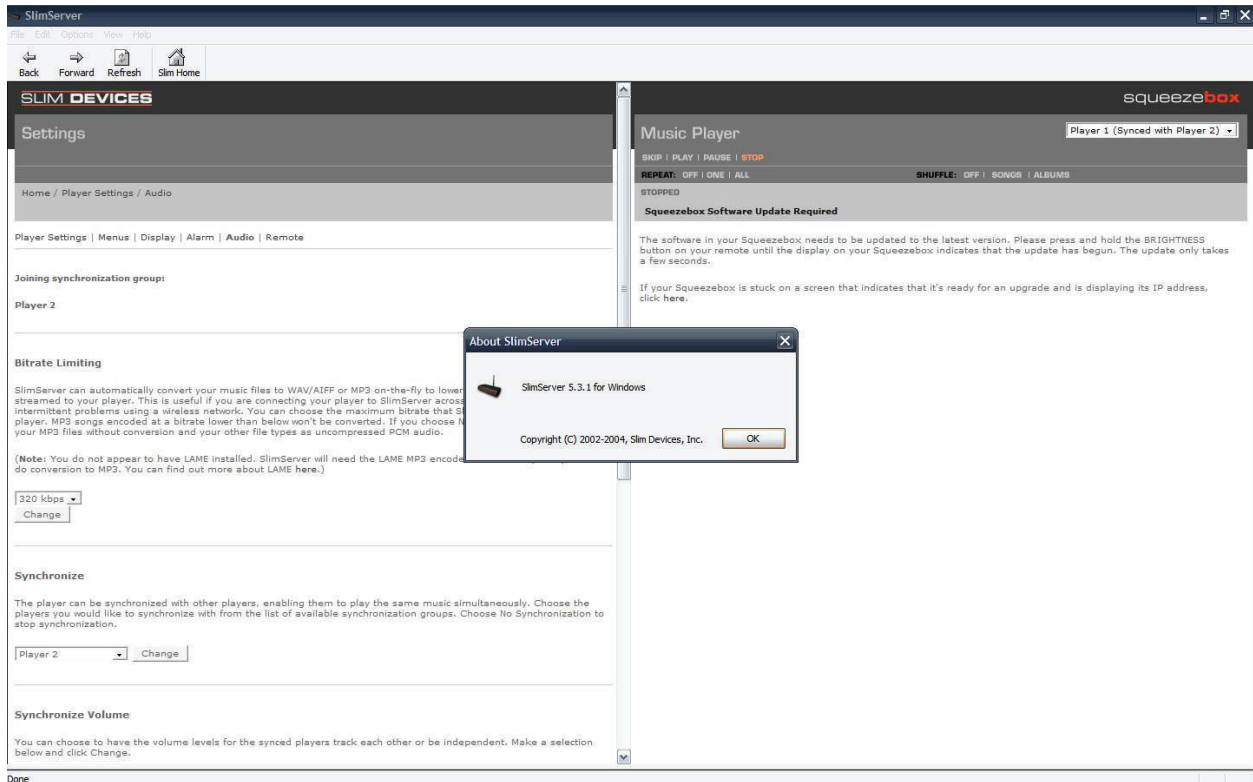 SlimServer
File Edit Options View Help
Back Forward Refresh Slim Home
SLIM DEVICES
Settings
Home / Player Settings / Audio
Player Settings | Menus | Display | Alarm | Audio | Remote
Joining synchronization group:
Player 2
Bitrate Limiting
SlimServer can automatically convert your music files to WAV/AIFF or MP3 on-the-fly to lower
streamed to your player. This is useful if you are connecting your player to SlimServer across
intermittent problems using a wireless network. You can choose the maximum bitrate that
player. MP3 songs encoded at a bitrate lower than below won't be converted. If you choose
your MP3 files without conversion and your other file types as uncompressed PCM audio.
(Note: You do not appear to have LAME installed. SlimServer will need the LAME MP3
do conversion to MP3. You can find out more about LAME here.)
320 kbps
Change
Synchronize
The player can be synchronized with other players, enabling them to play the same music simultaneously. Choose the
players you would like to synchronize with from the list of available synchronization groups. Choose No Synchronization to
stop synchronization.
Player 2 Change
Synchronize Volume
You can choose to have the volume levels for the synced players track each other or be independent. Make a selection
below and click Change.
squeezebox
Music Player
Player 1 (Synced with Player 2)
SKIP | PLAY | PAUSE | STOP
REPEAT: OFF | ONE | ALL SHUFFLE: OFF | SONGS | ALBUMS
STOPPED
Squeezebox Software Update Required
The software in your Squeezebox needs to be updated to the latest version. Please press and hold the BRIGHTNESS
button on your remote until the display on your Squeezebox indicates that the update has begun. The update only takes
a few seconds.
If your Squeezebox is stuck on a screen that indicates that it's ready for an upgrade and is displaying its IP address,
click here.
About SlimServer
SlimServer 5.3.1 for Windows
Copyright (C) 2002-2004, Slim Devices, Inc.
OK
Done